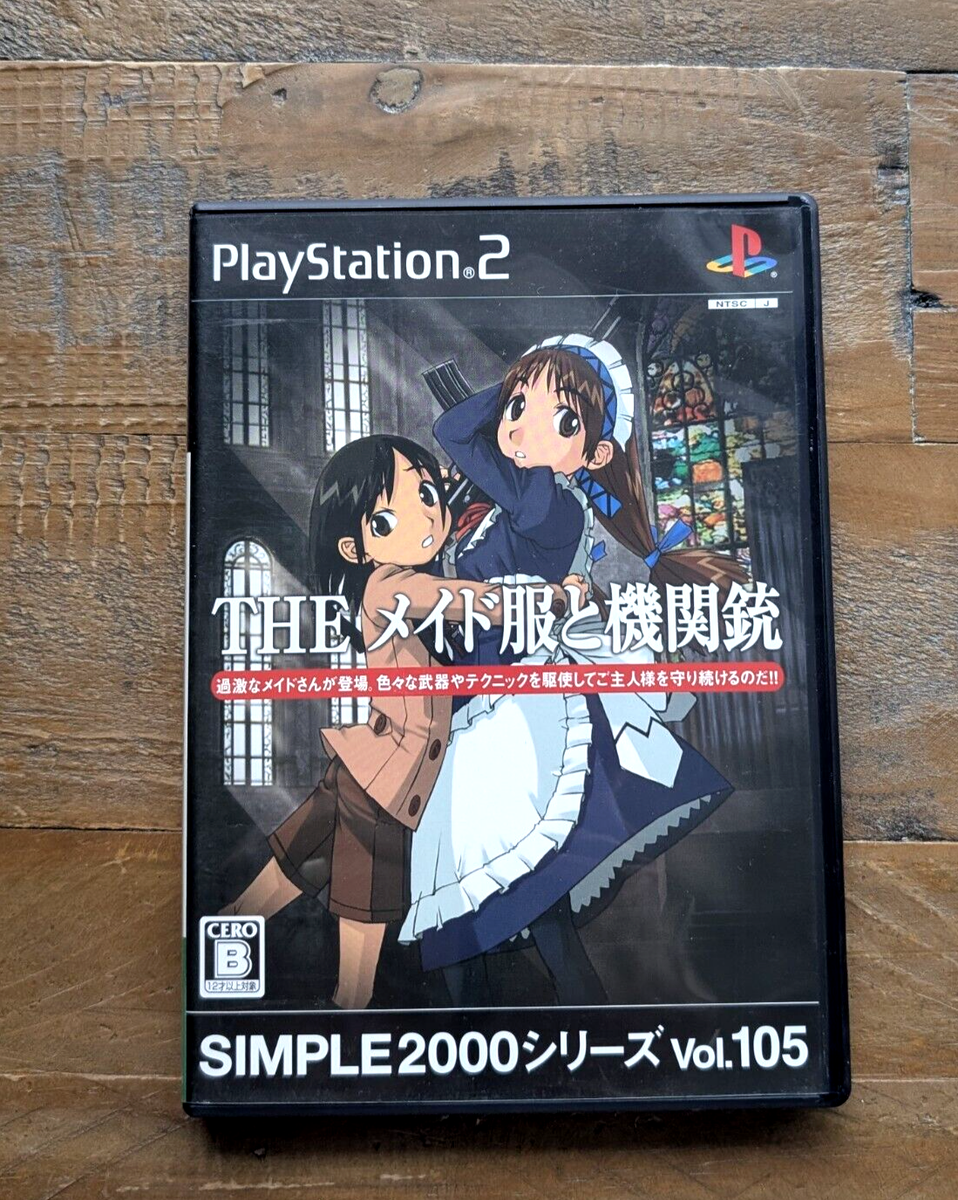 PlayStation®2
NTSC J
THE メイド服と機関銃
過激なメイドさんが登場。色々な武器やテクニックを駆使してご主人様を守り続けるのだ!!
CERO
B
12才以上対象
SIMPLE2000シリーズ Vol.105